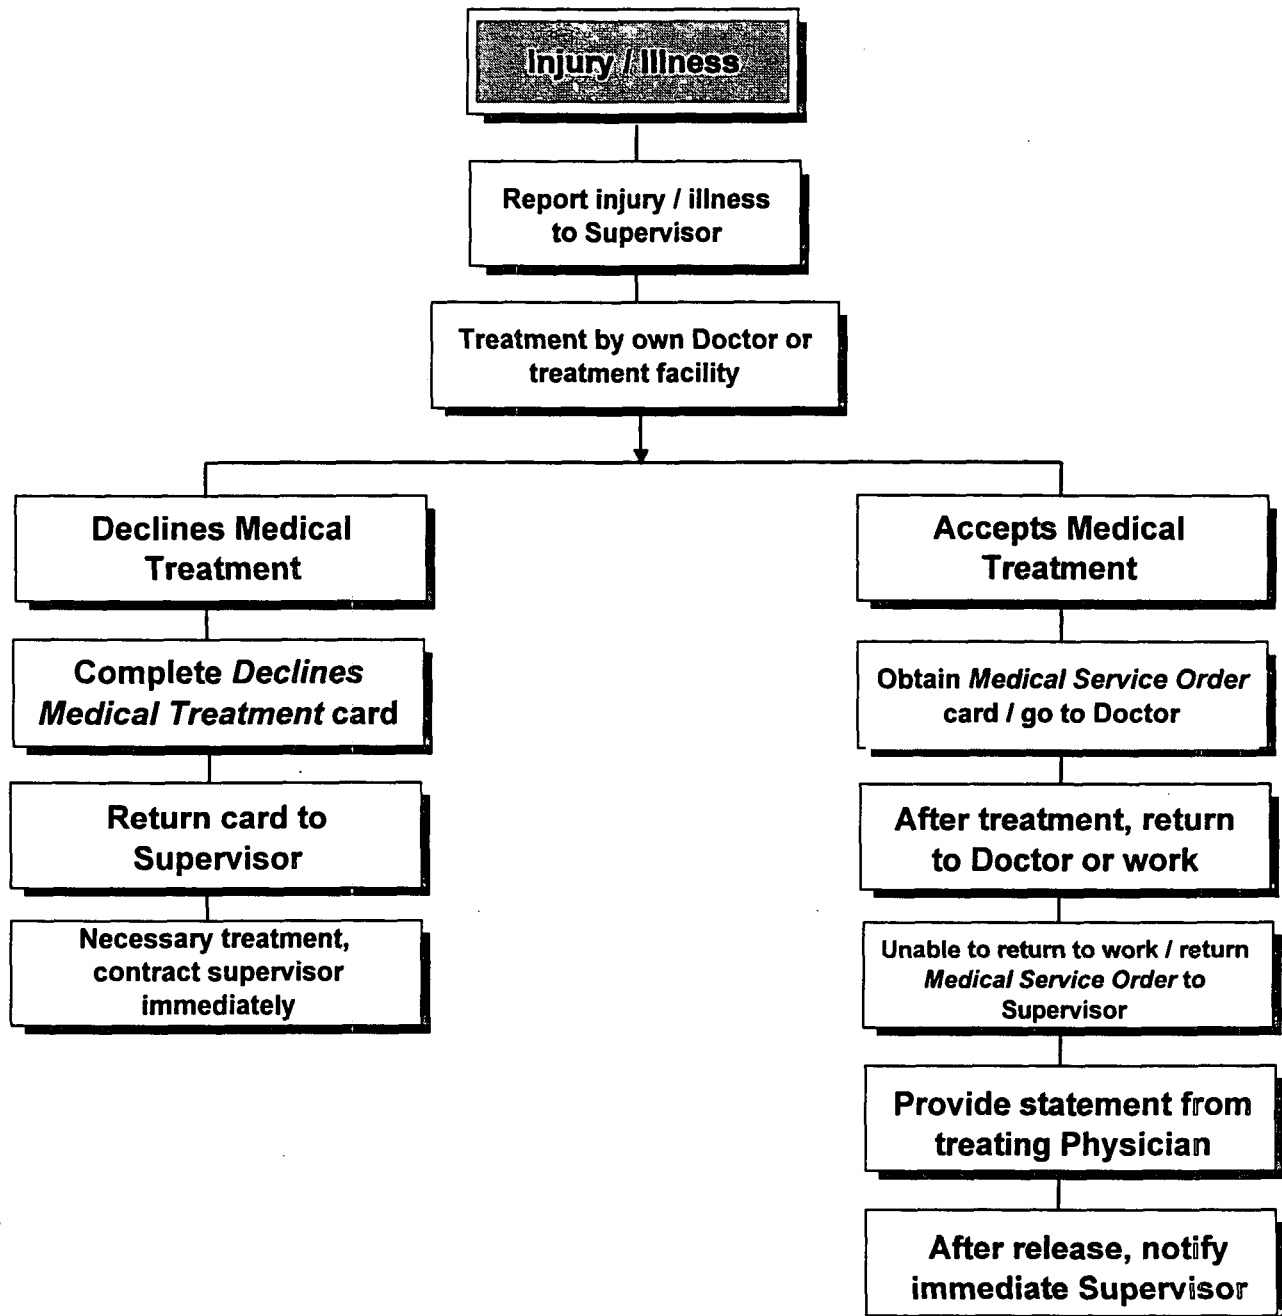 Injury / Illness
Report injury / illness
to Supervisor
Treatment by own Doctor or
treatment facility
Declines Medical
Treatment
Complete Declines
Medical Treatment card
Return card to
Supervisor
Necessary treatment,
contract supervisor
immediately
Accepts Medical
Treatment
Obtain Medical Service Order
card / go to Doctor
After treatment, return
to Doctor or work
Unable to return to work / return
Medical Service Order to
Supervisor
Provide statement from
treating Physician
After release, notify
immediate Supervisor